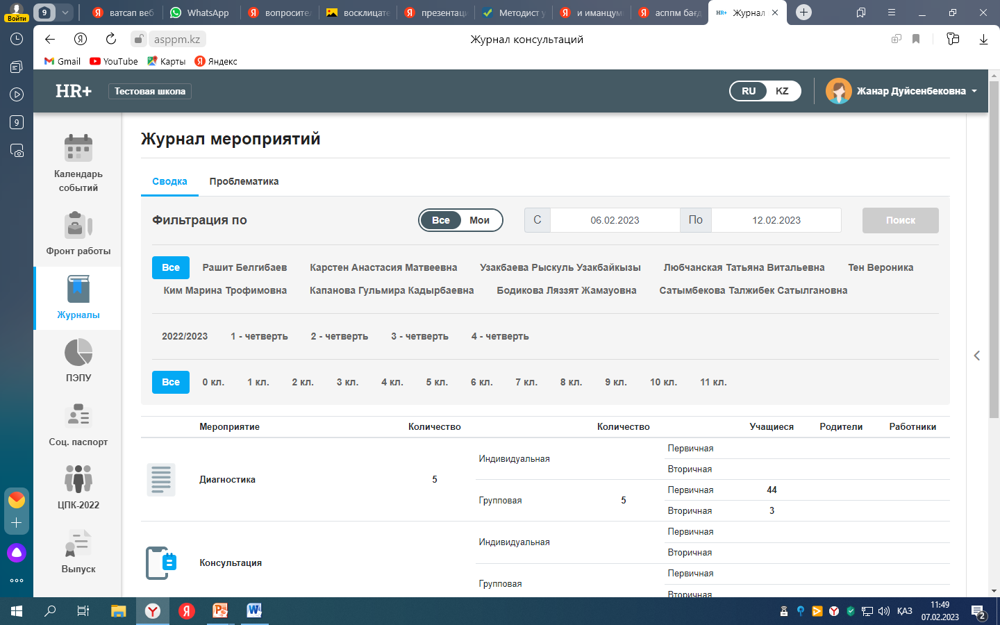 Войти
9
ватсап веб
WhatsApp
вопросител
восклицате
презентаци
Методист у
и иманцум
асппм бағд
Журнал
asppm.kz
Журнал консультаций
Gmail
YouTube
Карты
Яндекс
9
HR+
Тестовая школа
RU
KZ
Жанар Дуйсенбековна
Календарь
событий
Фронт работы
Журналы
ПЭПУ
Соц. паспорт
ЦПК-2022
Выпуск
Журнал мероприятий
Сводка Проблематика
Фильтрация по Все Мои С 06.02.2023 По 12.02.2023 Поиск
Все Рашит Белгибаев Карстен Анастасия Матвеевна Узакбаева Рыскуль Узакбайкызы Любчанская Татьяна Витальевна Тен Вероника
Ким Марина Трофимовна Капанова Гульмира Кадырбаевна Бодикова Ляззят Жамауовна Сатымбекова Талжибек Сатылгановна
2022/2023 1 - четверть 2 - четверть 3 - четверть 4 - четверть
Все 0 кл. 1 кл. 2 кл. 3 кл. 4 кл. 5 кл. 6 кл. 7 кл. 8 кл. 9 кл. 10 кл. 11 кл.
Мероприятие Количество Количество Учащиеся Родители Работники
Диагностика 5
Индивидуальная
Первичная
Вторичная
Групповая 5
Первичная 44
Вторичная 3
Консультация
Индивидуальная
Первичная
Вторичная
Групповая
Первичная
Вторичная
ҚАЗ
11:49
07.02.2023
2